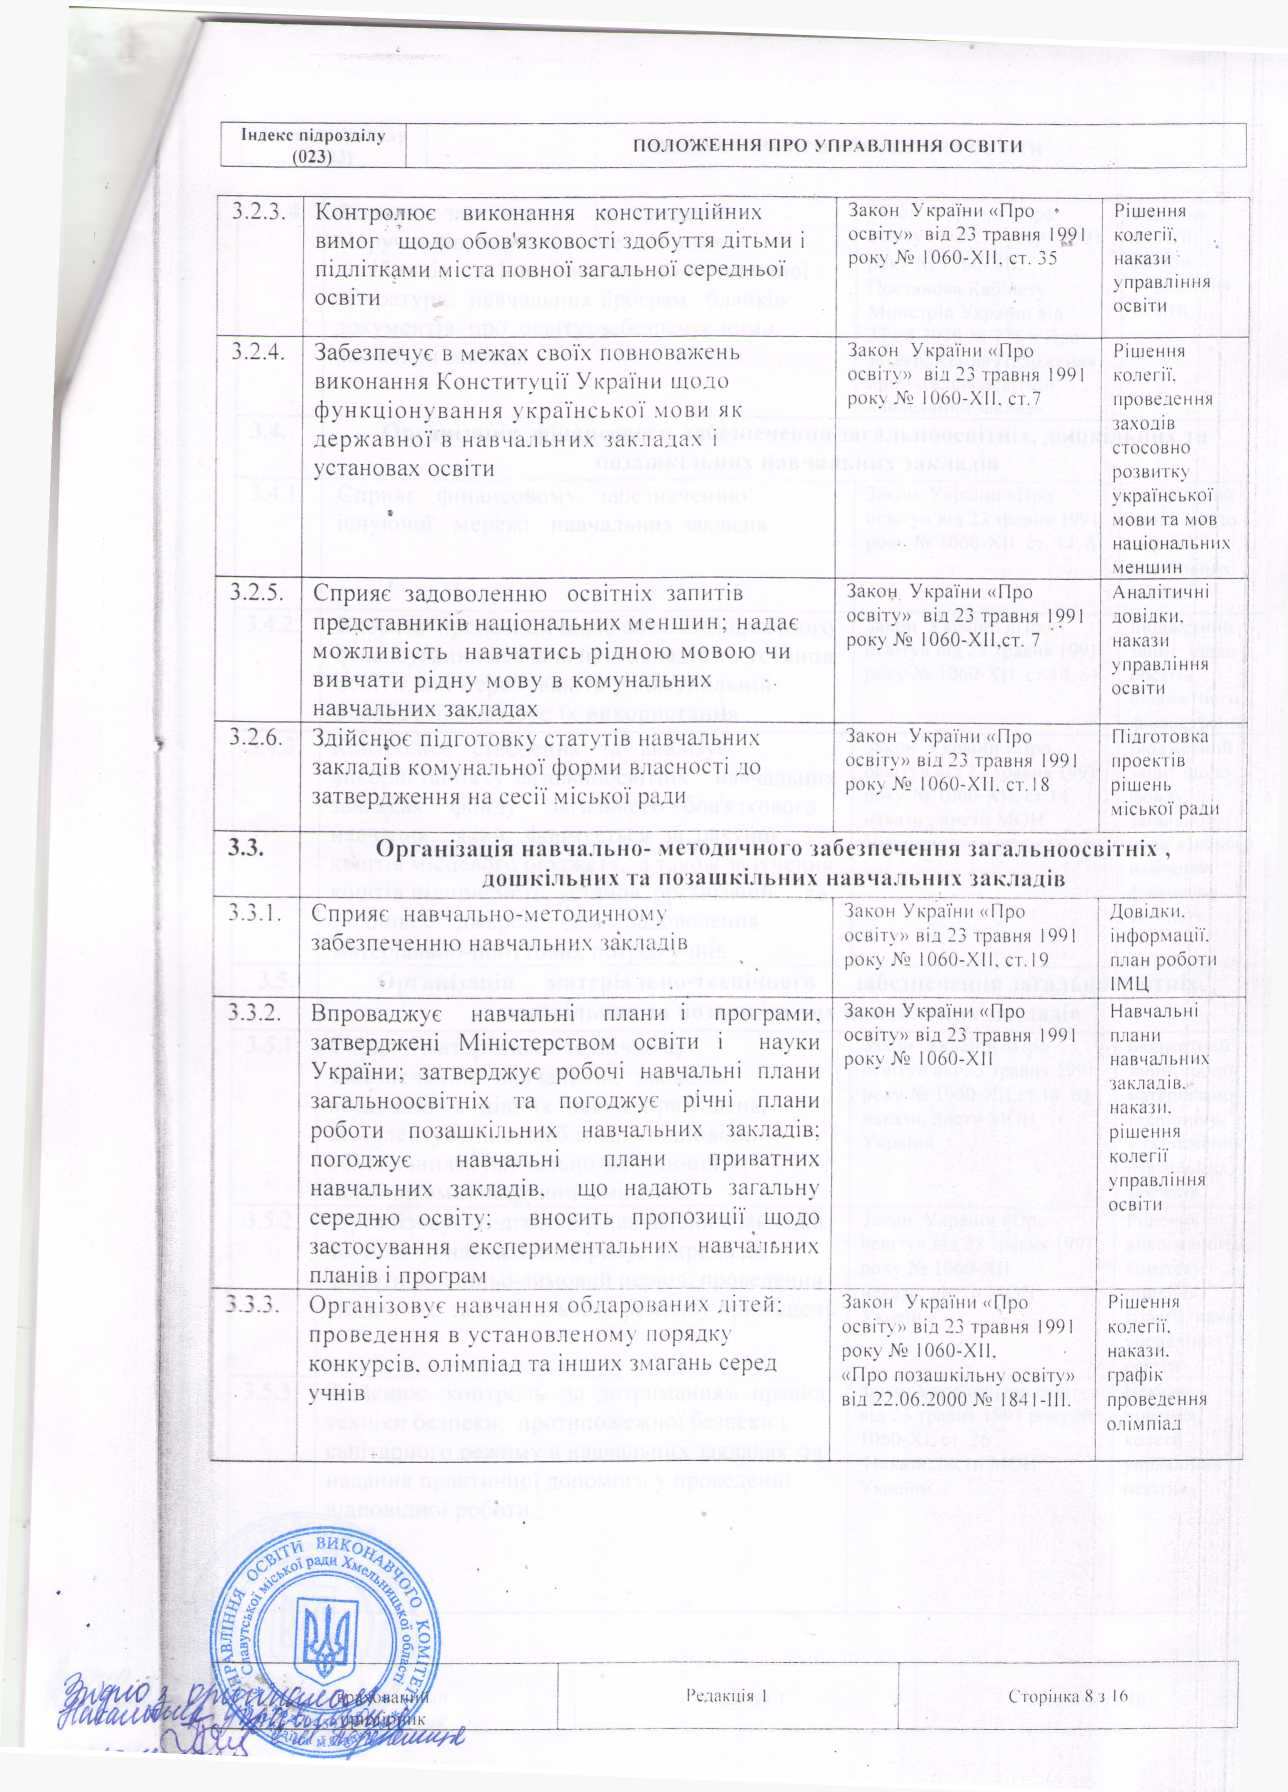 Індекс підрозділу
(023)
ПОЛОЖЕННЯ ПРО УПРАВЛІННЯ ОСВІТИ
3.2.3.
Контролює виконання конституційних
вимог щодо обов'язковості здобуття дітьми і
підлітками міста повної загальної середньої
освіти
Закон України «Про
освіту» від 23 травня 1991
року № 1060-XII, ст. 35
Рішення
колегії,
накази
управління
освіти
3.2.4.
Забезпечує в межах своїх повноважень
виконання Конституції України щодо
функціонування української мови як
державної в навчальних закладах і
установах освіти
Закон України «Про
освіту» від 23 травня 1991
року № 1060-XII, ст.7
Рішення
колегії,
проведення
заходів
стосовно
розвитку
української
мови та мов
національних
меншин
3.2.5.
Сприяє задоволенню освітніх запитів
представників національних меншин; надає
можливість навчатись рідною мовою чи
вивчати рідну мову в комунальних
навчальних закладах
Закон України «Про
освіту» від 23 травня 1991
року № 1060-XII,ст. 7
Аналітичні
довідки,
накази
управління
освіти
3.2.6.
Здійснює підготовку статутів навчальних
закладів комунальної форми власності до
затвердження на сесії міської ради
Закон України «Про
освіту» від 23 травня 1991
року № 1060-XII, ст.18
Підготовка
проектів
рішень
міської ради
3.3.
Організація навчально- методичного забезпечення загальноосвітніх ,
дошкільних та позашкільних навчальних закладів
3.3.1.
Сприяє навчально-методичному
забезпеченню навчальних закладів
Закон України «Про
освіту» від 23 травня 1991
року № 1060-XII, ст.19
Довідки,
інформації,
план роботи
ІМЦ
3.3.2.
Впроваджує навчальні плани і програми,
затверджені Міністерством освіти і науки
України; затверджує робочі навчальні плани
загальноосвітніх та погоджує річні плани
роботи позашкільних навчальних закладів;
погоджує навчальні плани приватних
навчальних закладів, що надають загальну
середню освіту; вносить пропозиції щодо
застосування експериментальних навчальних
планів і програм
Закон України «Про
освіту» від 23 травня 1991
року № 1060-XII
Навчальні
плани
навчальних
закладів,
накази,
рішення
колегії
управління
освіти
3.3.3.
Організовує навчання обдарованих дітей;
проведення в установленому порядку
конкурсів, олімпіад та інших змагань серед
учнів
Закон України «Про
освіту» від 23 травня 1991
року № 1060-XII,
«Про позашкільну освіту»
від 22.06.2000 № 1841-III.
Рішення
колегії,
накази,
графік
проведення
олімпіад
УПРАВЛІННЯ ОСВІТИ ВИКОНАВЧОГО КОМІТЕТУ
Славутської міської ради Хмельницької області
Згідно з оригіналом
Врахований
примірник
Редакція 1
Сторінка 8 з 16